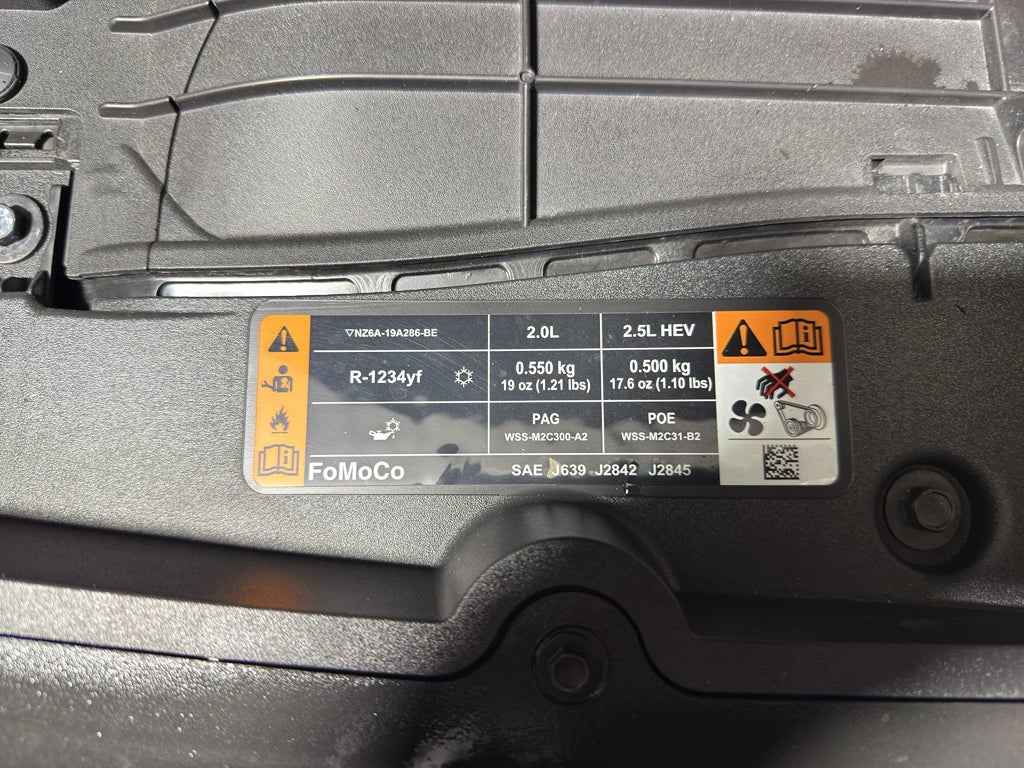 ▽NZ6A-19A286-BE 2.0L 2.5L HEV
R-1234yf 0.550 kg 0.500 kg
19 oz (1.21 lbs) 17.6 oz (1.10 lbs)
PAG POE
WSS-M2C300-A2 WSS-M2C31-B2
FoMoCo SAE J639 J2842 J2845